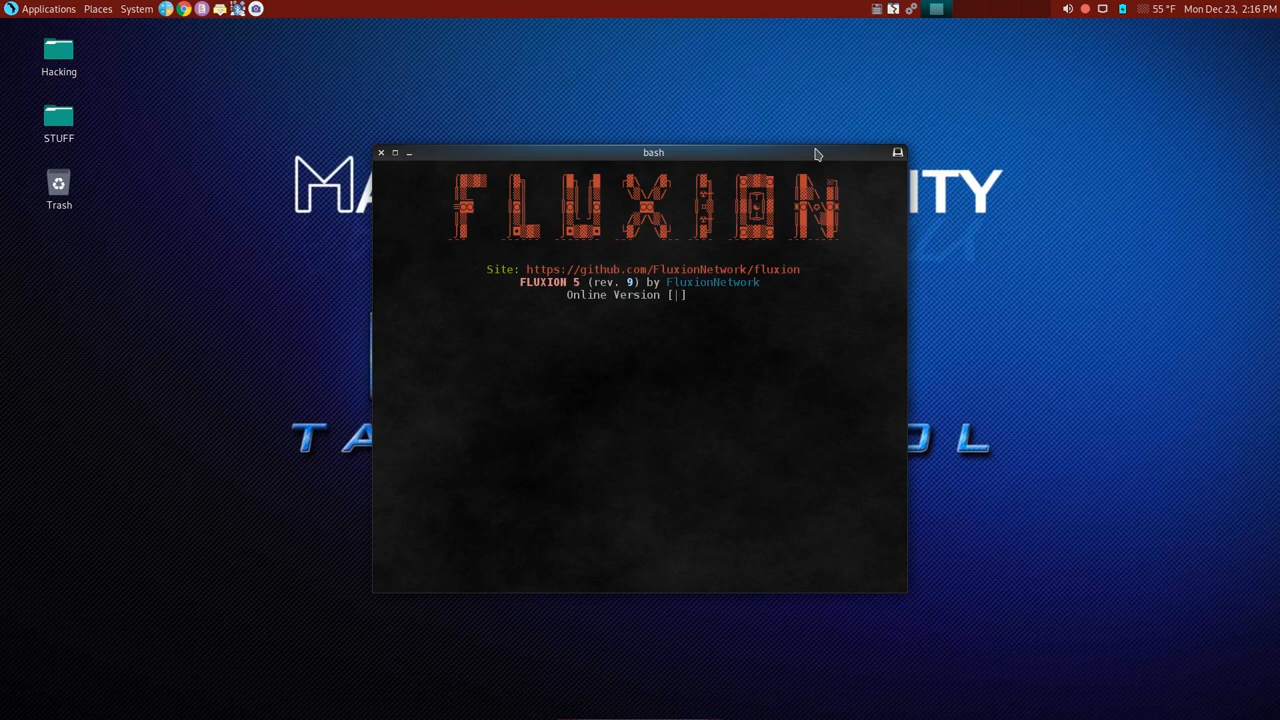 Applications Places System
55 °F Mon Dec 23, 2:16 PM
Hacking
STUFF
Trash
bash
FLUXION
Site: https://github.com/FluxionNetwork/fluxion
FLUXION 5 (rev. 9) by FluxionNetwork
Online Version [|]